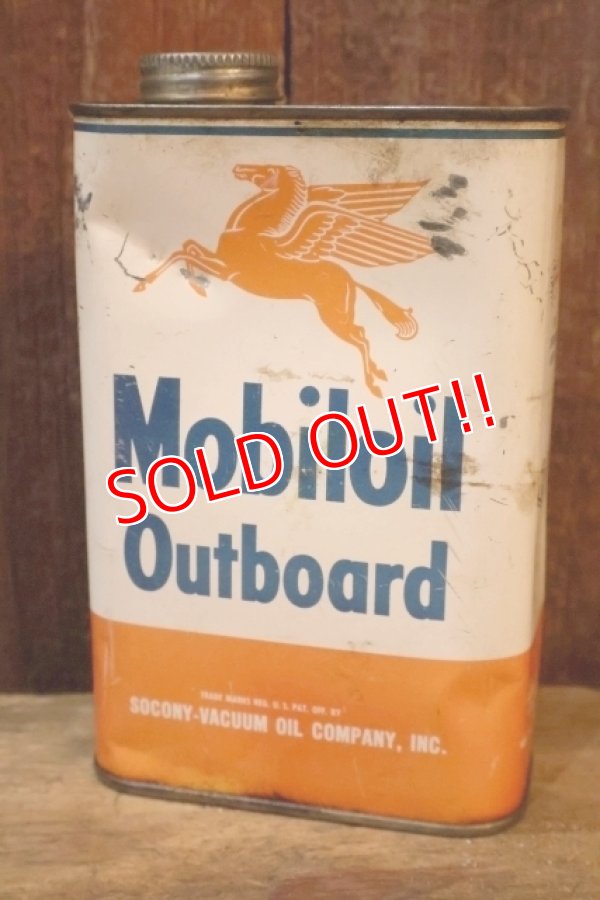 Mobiloil
SOLD OUT!!
Outboard
TRADE MARKS REG. U. S. PAT. OFF. BY
SOCONY-VACUUM OIL COMPANY, INC.